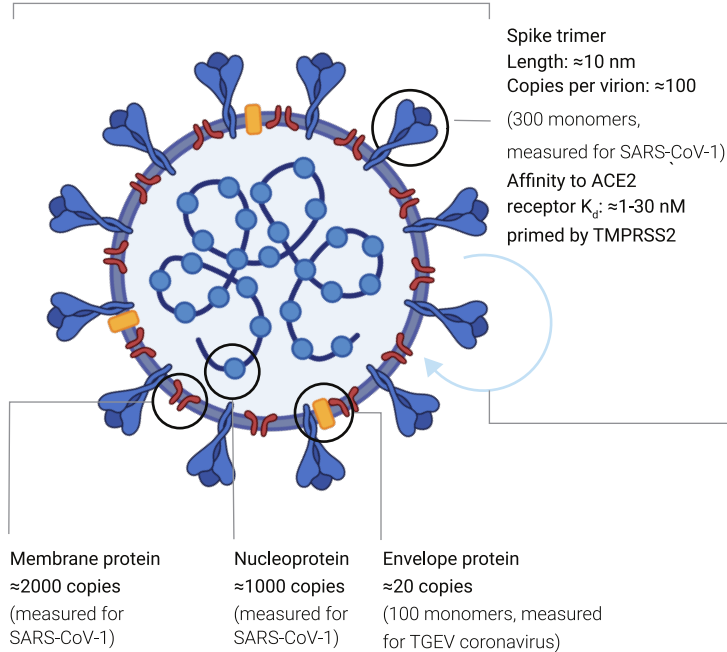 Spike trimer
Length: ≈10 nm
Copies per virion: ≈100
(300 monomers,
measured for SARS-CoV-1)
Affinity to ACE2
receptor Kd: ≈1-30 nM
primed by TMPRSS2
Membrane protein
≈2000 copies
(measured for
SARS-CoV-1)
Nucleoprotein
≈1000 copies
(measured for
SARS-CoV-1)
Envelope protein
≈20 copies
(100 monomers, measured
for TGEV coronavirus)